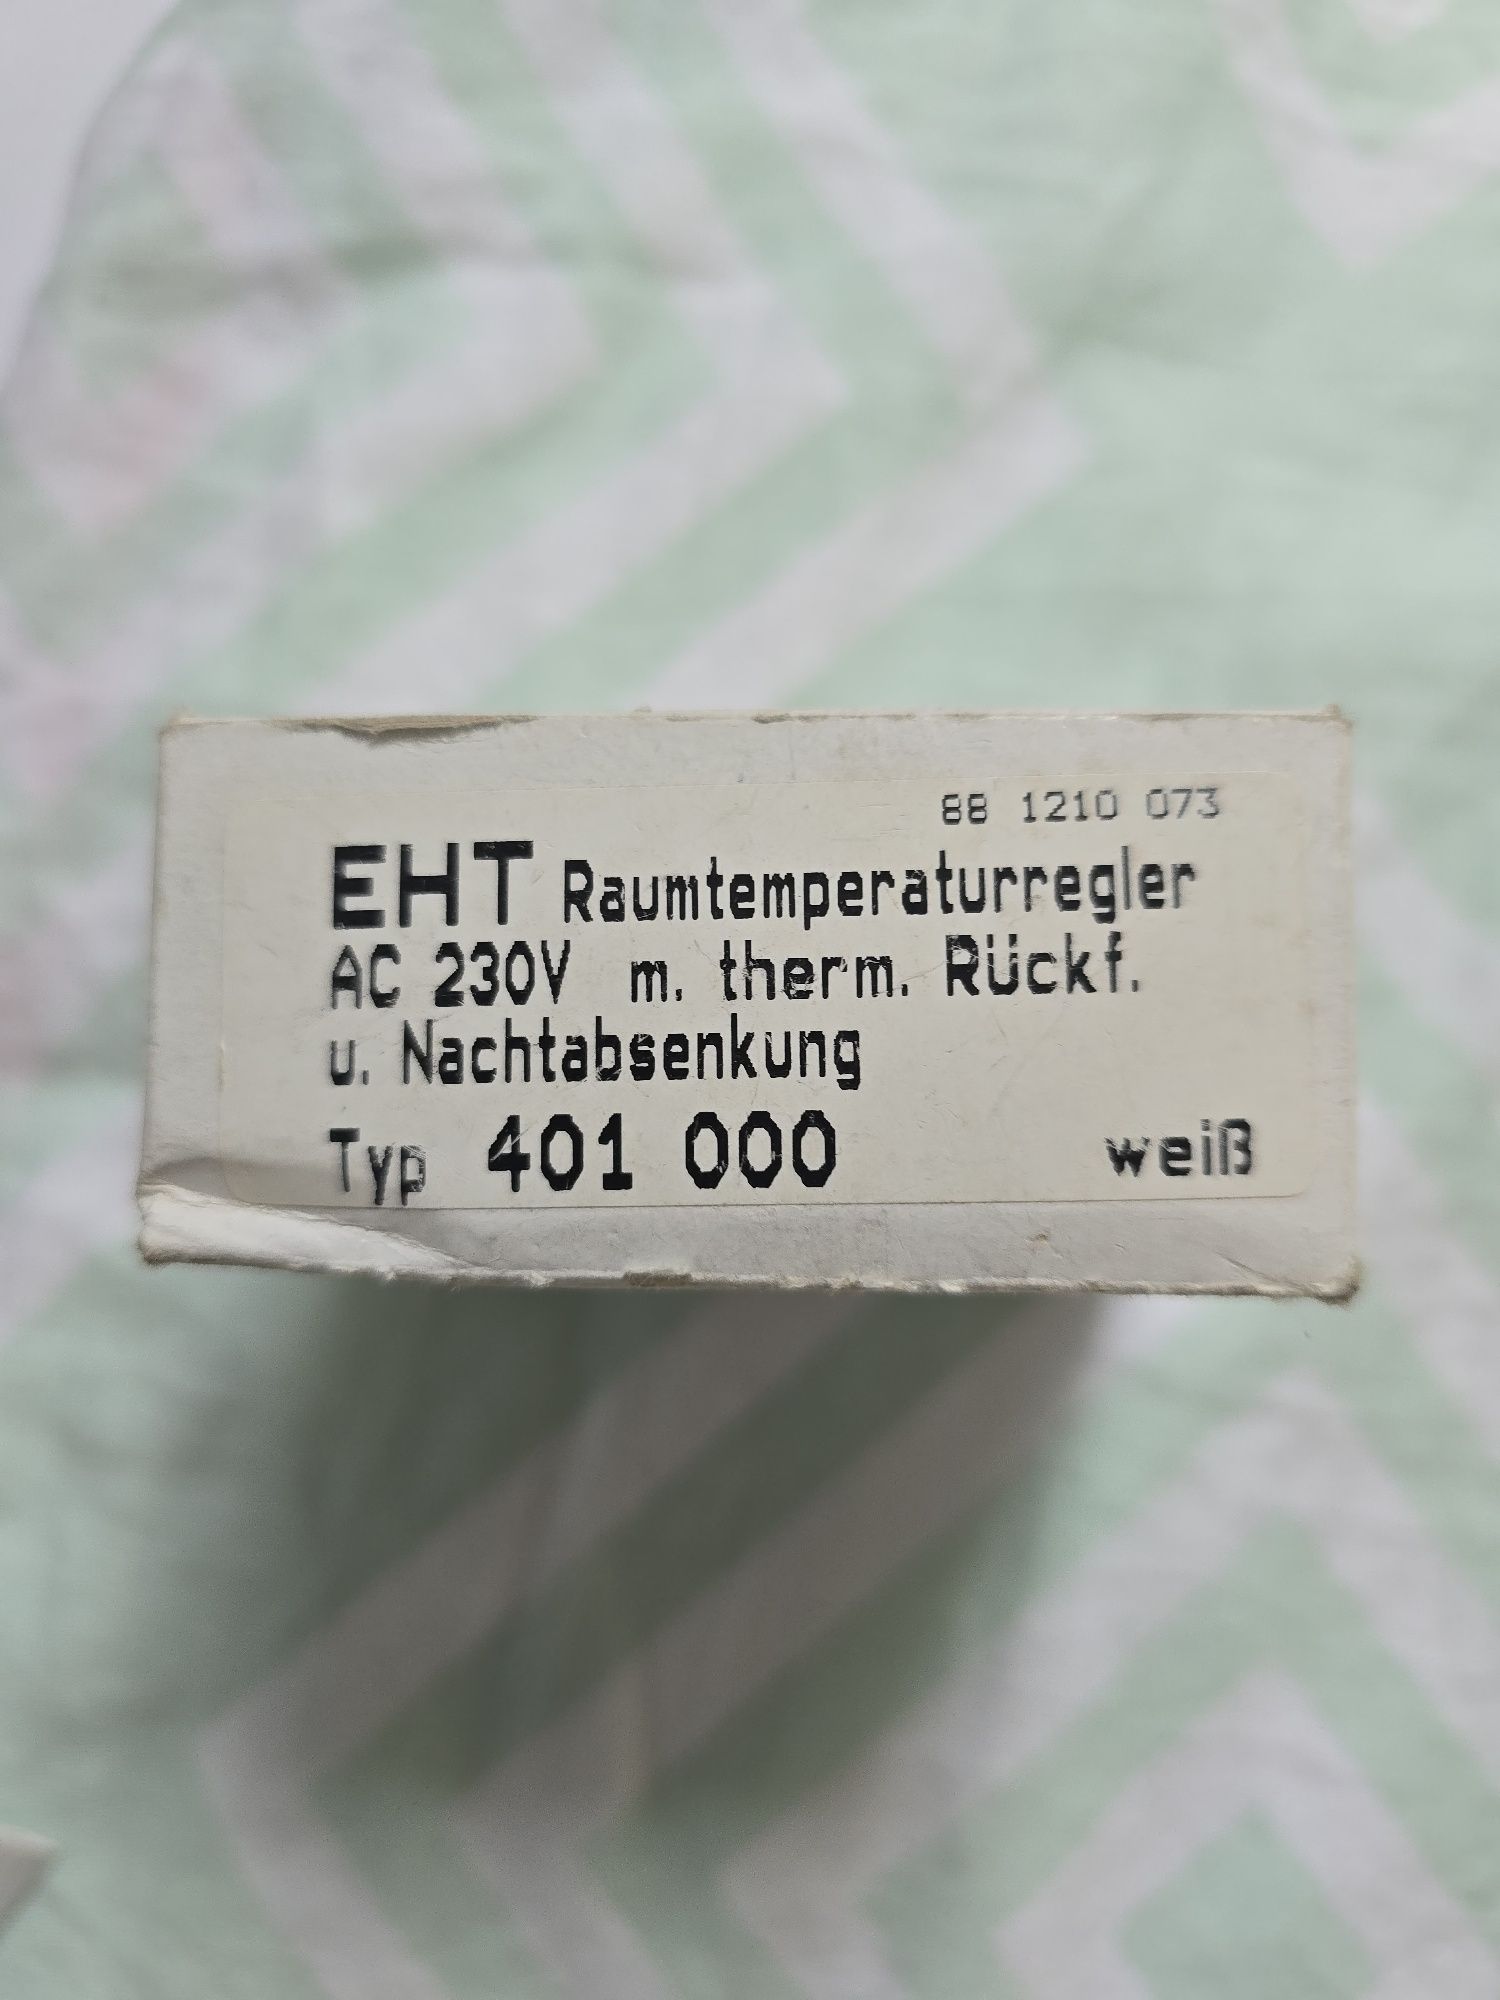 88 1210 073
EHT Raumtemperaturregler
AC 230V m. therm. Rückf.
u. Nachtabsenkung
Typ 401 000 weiß